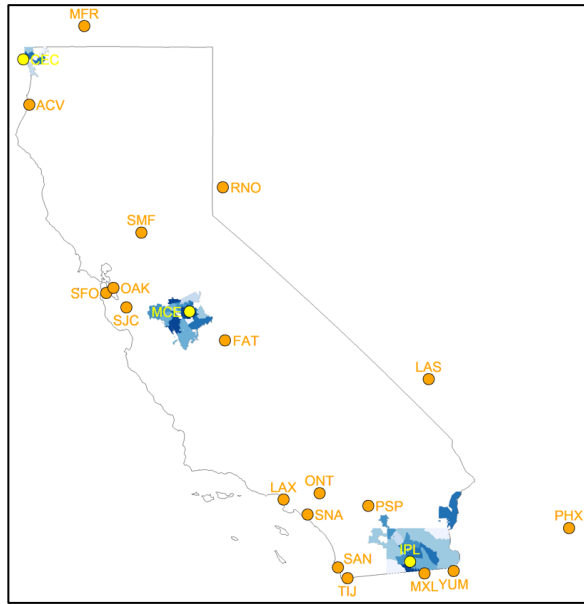 MFR
CEC
ACV
RNO
SMF
OAK
SFO
SJC
MCE
FAT
LAS
ONT
LAX
PSP
SNA
PHX
IPL
SAN
TIJ
MXL
YUM